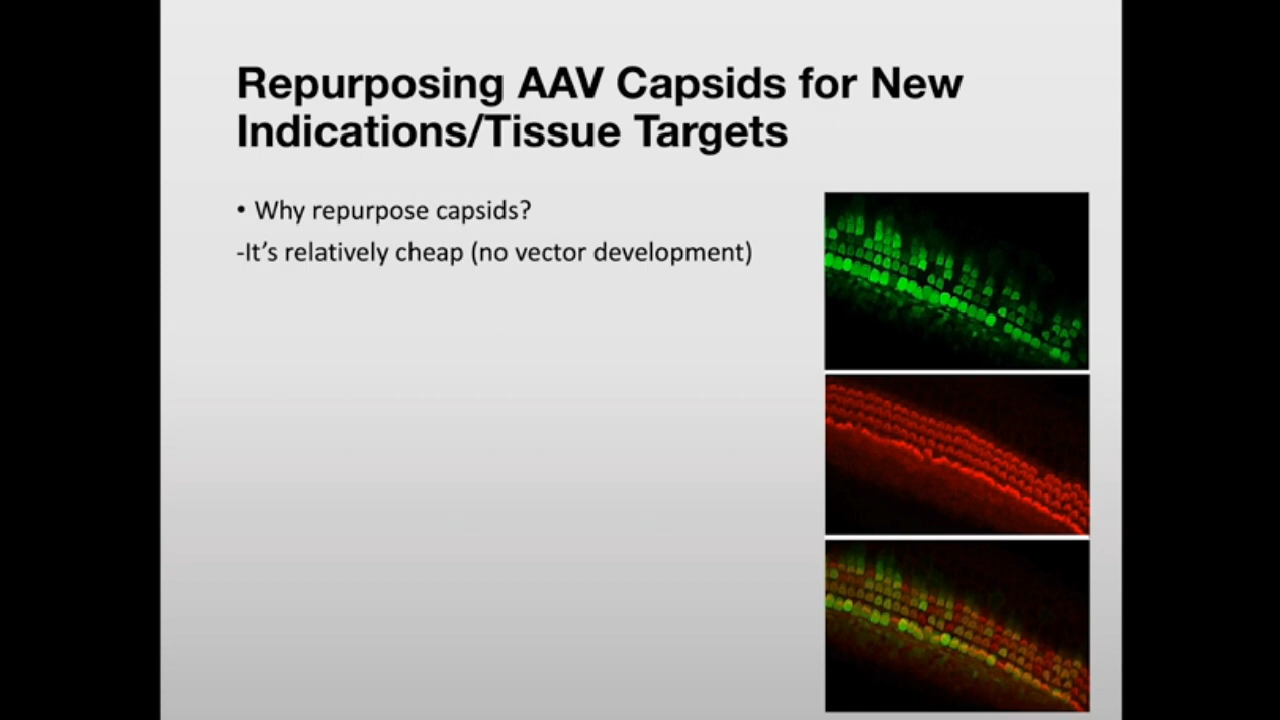 Repurposing AAV Capsids for New
Indications/Tissue Targets
• Why repurpose capsids?
-It’s relatively cheap (no vector development)